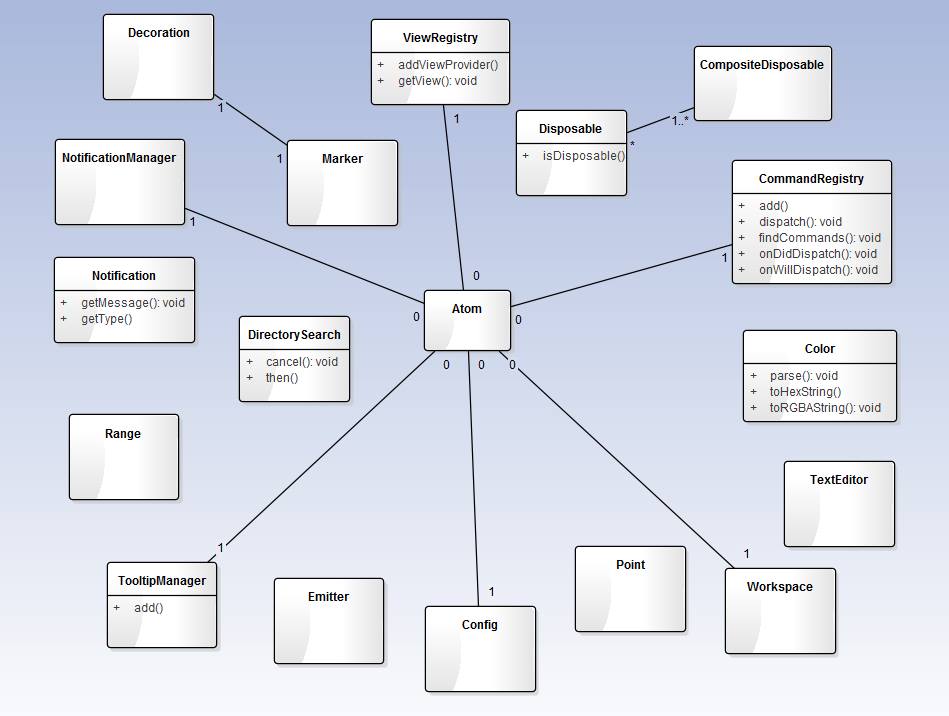 Decoration
ViewRegistry
+ addViewProvider()
+ getView(): void
CompositeDisposable
1
1
1
1..*
Disposable
+ isDisposable()
*
NotificationManager
1
Marker
CommandRegistry
+ add()
+ dispatch(): void
+ findCommands(): void
+ onDidDispatch(): void
+ onWillDispatch(): void
1
Notification
+ getMessage(): void
+ getType()
0
Atom
0
0
0
0
0
DirectorySearch
+ cancel(): void
+ then()
Color
+ parse(): void
+ toHexString()
+ toRGBAString(): void
Range
TextEditor
1
1
1
TooltipManager
+ add()
Emitter
Config
Point
Workspace